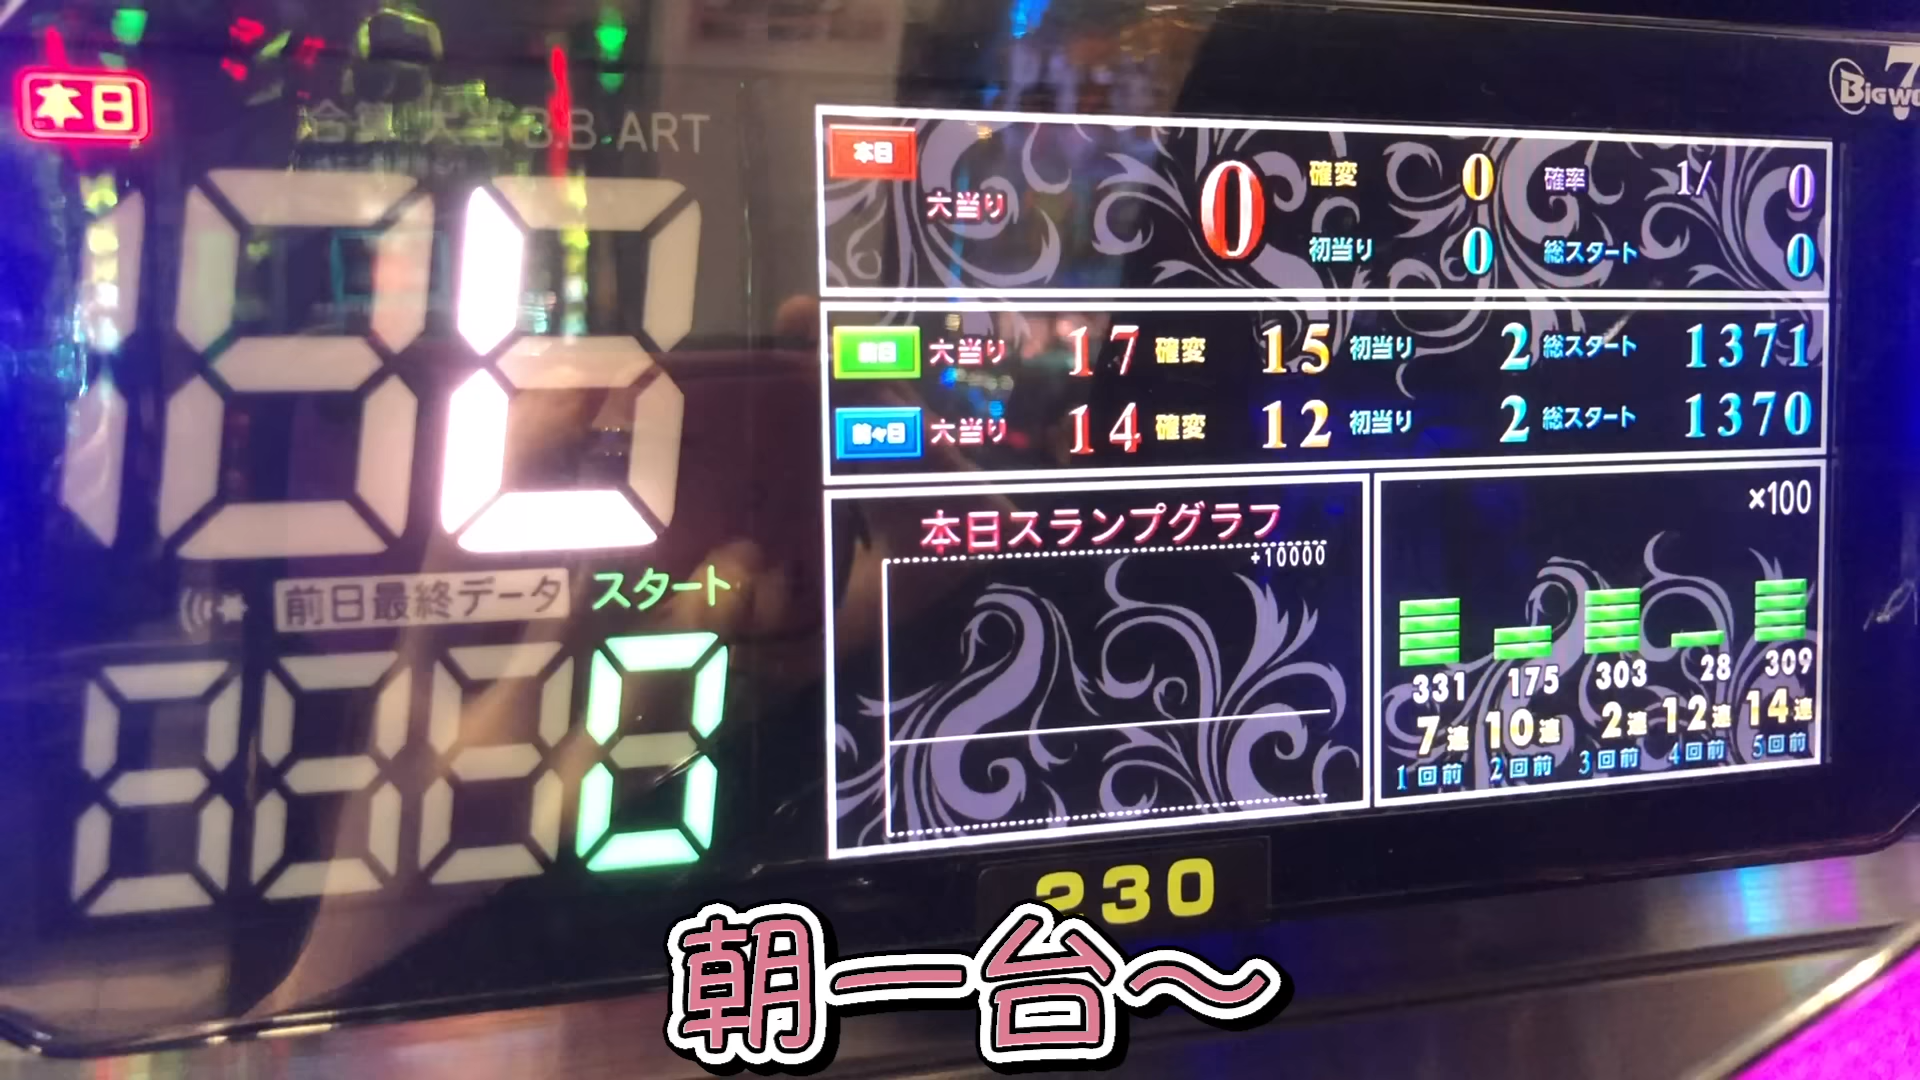 本日
大当 B.B ART
BIG
7
本日
大当り 0 確変 0 確率 1/ 0
初当り 0 総スタート 0
前日 大当り 17 確変 15 初当り 2 総スタート 1371
前々日 大当り 14 確変 12 初当り 2 総スタート 1370
前日最終データ スタート
0
本日スランプグラフ
+10000
×100
331 175 303 28 309
7連 10連 2連 12連 14連
1回前 2回前 3回前 4回前 5回前
230
朝一台〜